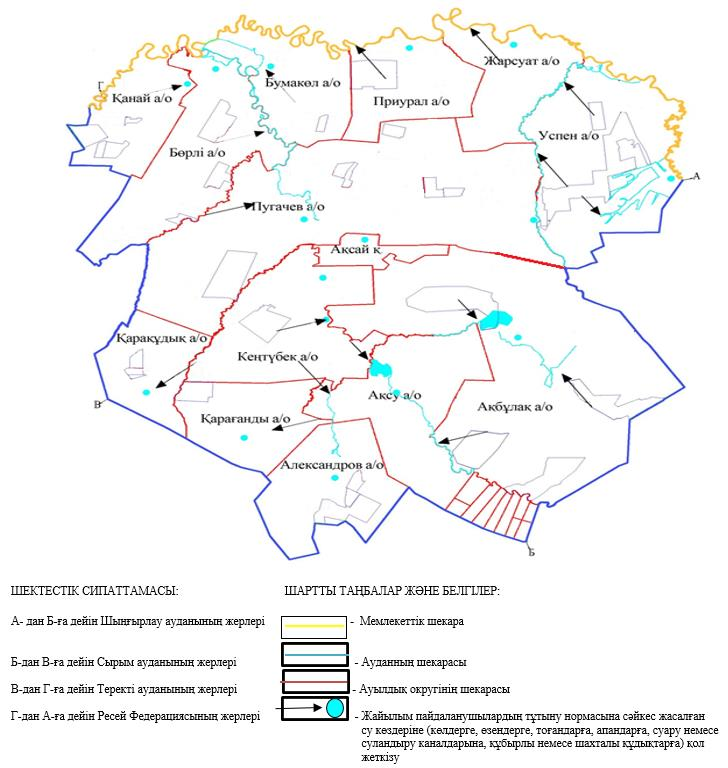 Жарсуат а/о
Г
Бумакөл а/о
Қанай а/о
Приурал а/о
Успен а/о
Бөрлі а/о
А
Пугачев а/о
Ақсай қ
Қарақұдық а/о
Кеңтүбек а/о
В
Ақсу а/о
Ақбұлақ а/о
Қарағанды а/о
Александров а/о
Б
ШЕКТЕСТІК СИПАТТАМАСЫ:
А- дан Б-ға дейін Шыңғырлау ауданының жерлері
Б-дан В-ға дейін Сырым ауданының жерлері
В-дан Г-ға дейін Теректі ауданының жерлері
Г-дан А-ға дейін Ресей Федерациясының жерлері
ШАРТТЫ ТАҢБАЛАР ЖӘНЕ БЕЛГІЛЕР:
- Мемлекеттік шекара
- Ауданның шекарасы
- Ауылдық округінің шекарасы
- Жайылым пайдаланушылардың тұтыну нормасына сәйкес жасалған
су көздеріне (көлдерге, өзендерге, тоғандарға, апандарға, суару немесе
суландыру каналдарына, құбырлы немесе шахталы құдықтарға) қол
жеткізу